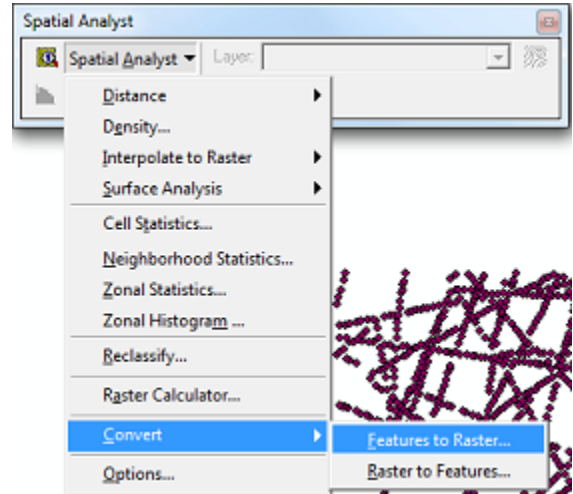 Spatial Analyst
Spatial Analyst Layer:
Distance
Density...
Interpolate to Raster
Surface Analysis
Cell Statistics...
Neighborhood Statistics...
Zonal Statistics...
Zonal Histogram ...
Reclassify...
Raster Calculator...
Convert
Features to Raster...
Raster to Features...
Options...